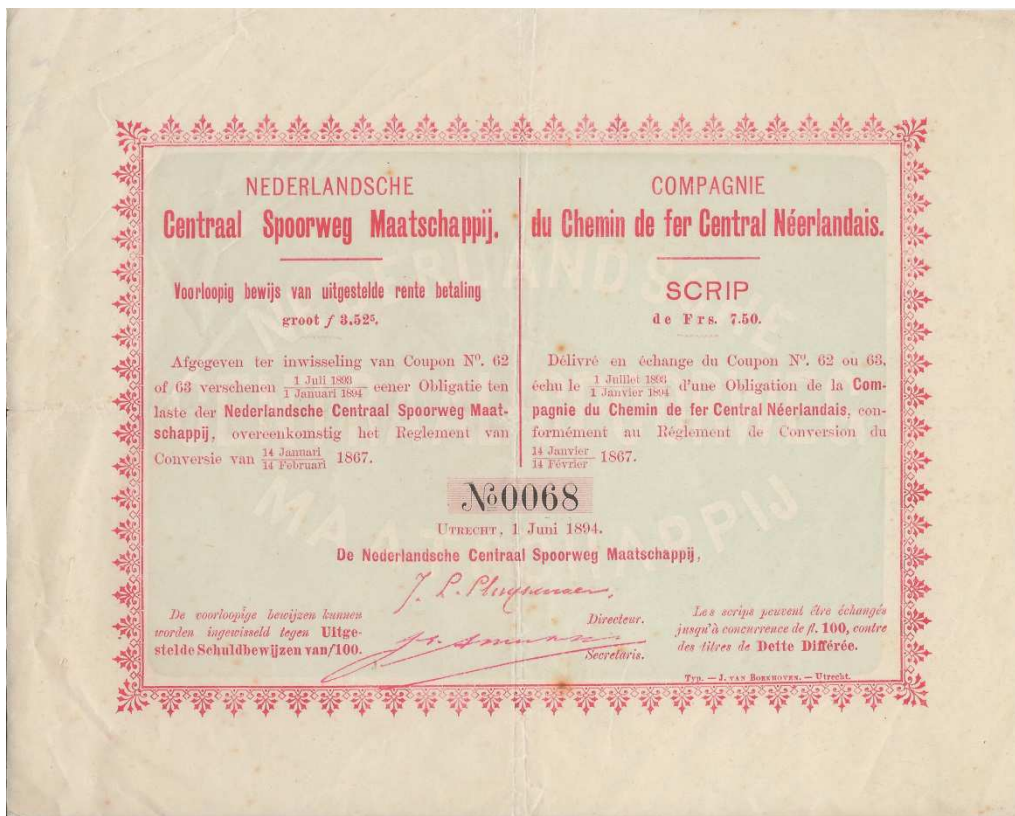 NEDERLANDSCHE
Centraal Spoorweg Maatschappij.
Voorloopig bewijs van uitgestelde rente betaling
groot ƒ 3.52⁵.
Afgegeven ter inwisseling van Coupon Nº. 62
of 63 verschenen 1 Juli 1893 / 1 Januari 1894 eener Obligatie ten
laste der Nederlandsche Centraal Spoorweg Maat-
schappij, overeenkomstig het Reglement van
Conversie van 14 Januari / 14 Februari 1867.
COMPAGNIE
du Chemin de fer Central Néerlandais.
SCRIP
de Frs. 7.50.
Délivré en échange du Coupon Nº. 62 ou 63,
échu le 1 Juillet 1893 / 1 Janvier 1894 d'une Obligation de la Com-
pagnie du Chemin de fer Central Néerlandais, con-
formément au Réglement de Conversion du
14 Janvier / 14 Février 1867.
Nº 0068
UTRECHT, 1 Juni 1894.
De Nederlandsche Centraal Spoorweg Maatschappij,
Directeur.
Secretaris.
De voorloopige bewijzen kunnen
worden ingewisseld tegen Uitge-
stelde Schuldbewijzen van ƒ100.
Les scrips peuvent être échangés
jusqu'à concurrence de fl. 100, contre
des titres de Dette Différée.
Typ. — J. VAN BOEKHOVEN. — Utrecht.
NEDERLANDSCHE
MAATSCHAPPIJ